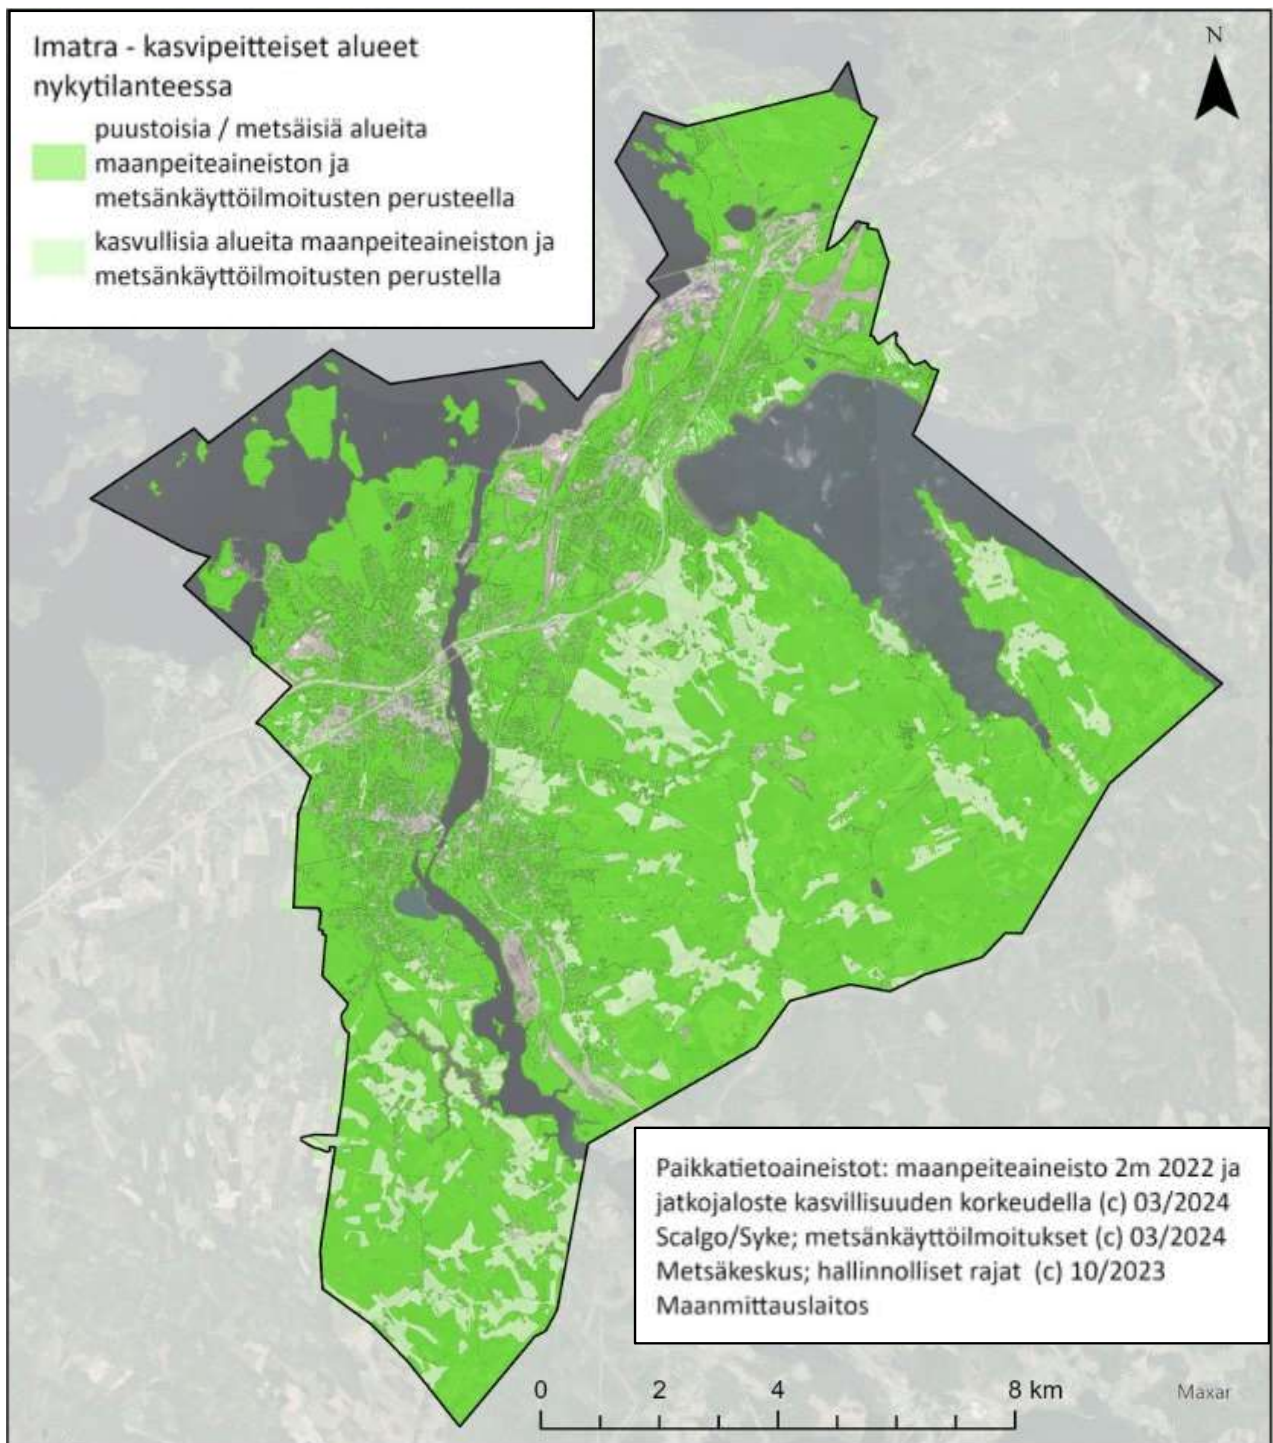 Imatra - kasvipeitteiset alueet
nykytilanteessa
puustoisia / metsäisiä alueita
maanpeiteaineiston ja
metsänkäyttöilmoitusten perusteella
kasvullisia alueita maanpeiteaineiston ja
metsänkäyttöilmoitusten perustella
N
Paikkatietoaineistot: maanpeiteaineisto 2m 2022 ja
jatkojaloste kasvillisuuden korkeudella (c) 03/2024
Scalgo/Syke; metsänkäyttöilmoitukset (c) 03/2024
Metsäkeskus; hallinnolliset rajat (c) 10/2023
Maanmittauslaitos
0 2 4 8 km
Maxar